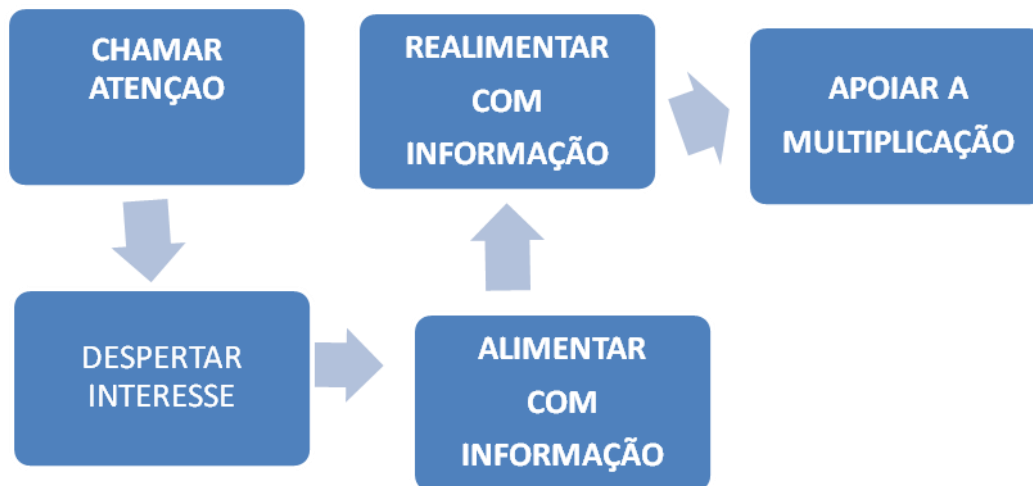 CHAMAR
ATENÇAO
DESPERTAR
INTERESSE
ALIMENTAR
COM
INFORMAÇÃO
REALIMENTAR
COM
INFORMAÇÃO
APOIAR A
MULTIPLICAÇÃO